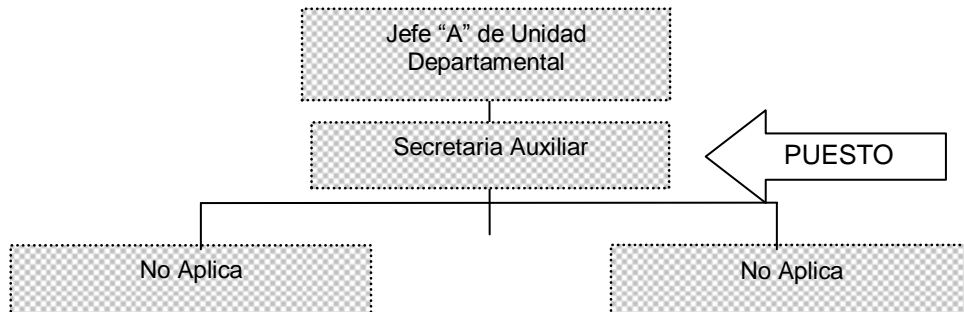 Jefe “A” de Unidad
Departamental
Secretaria Auxiliar
PUESTO
No Aplica
No Aplica